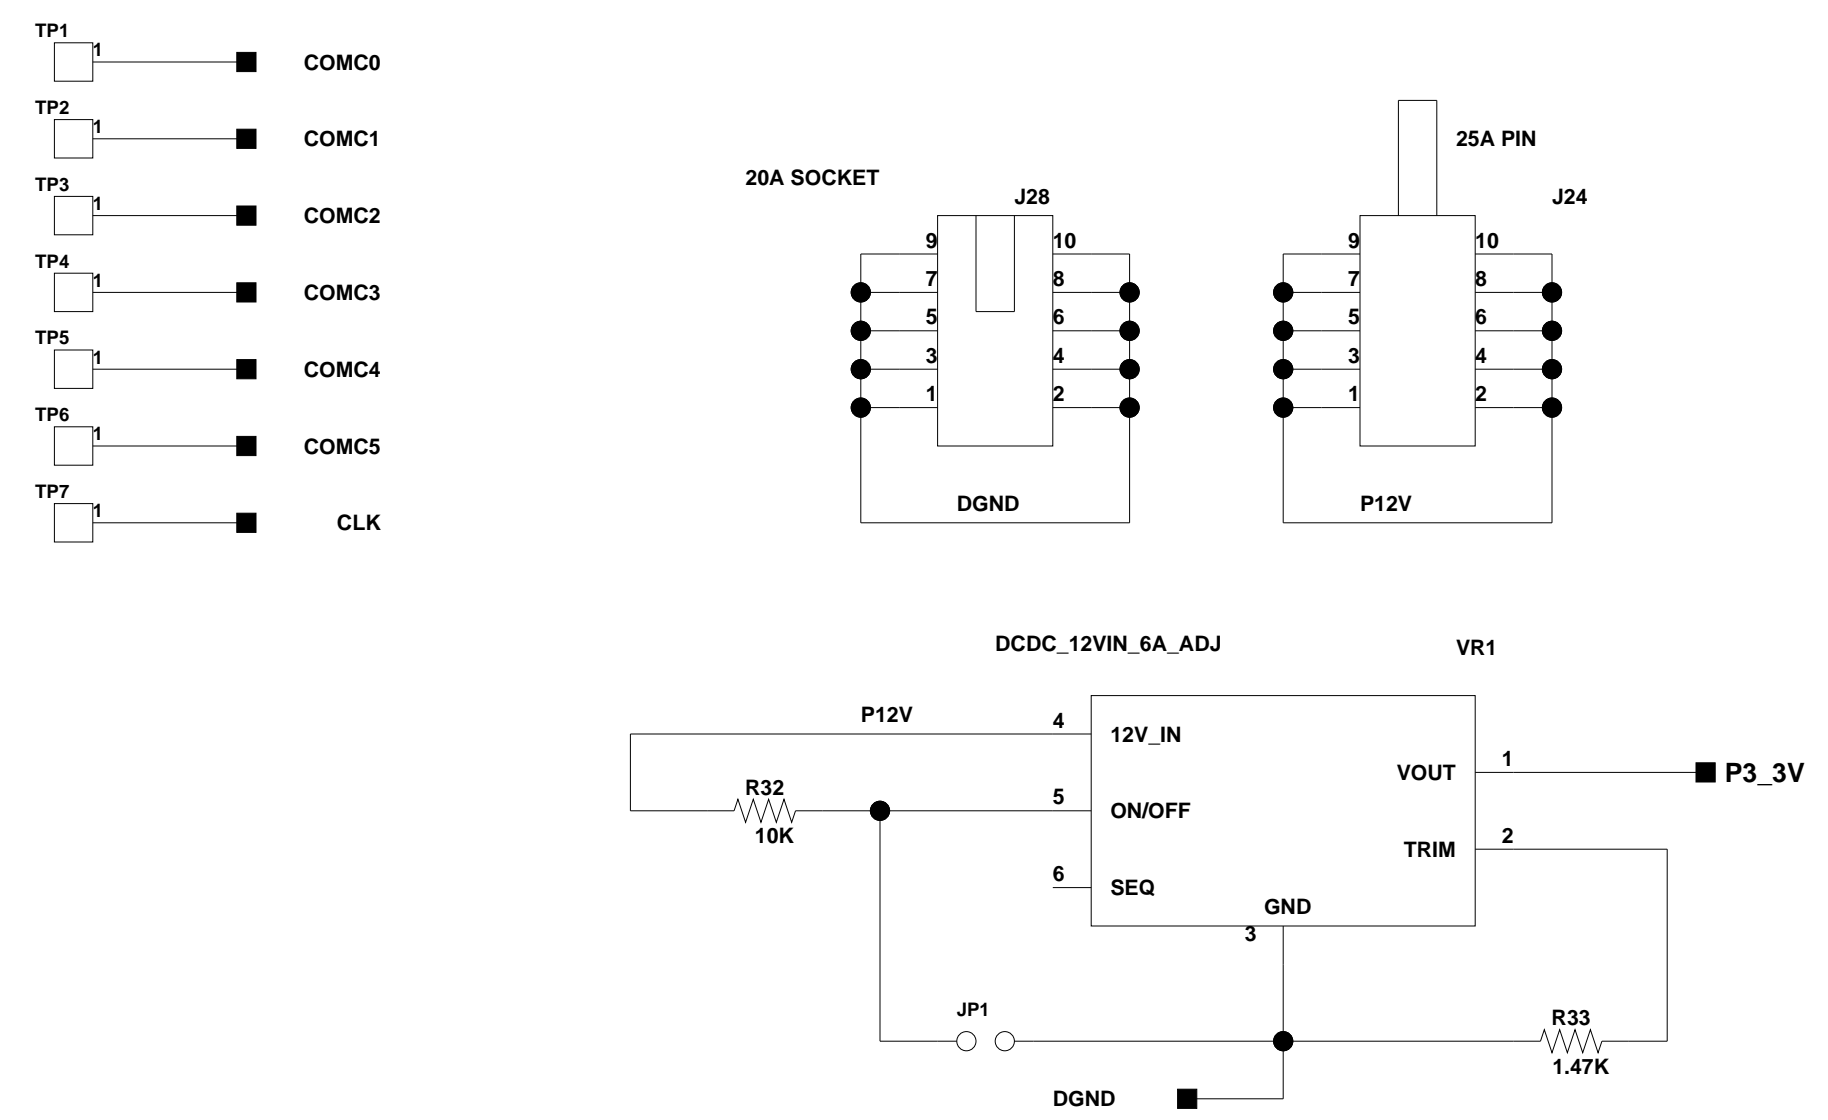 TP1
1
COMC0
TP2
1
COMC1
TP3
1
COMC2
TP4
1
COMC3
TP5
1
COMC4
TP6
1
COMC5
TP7
1
CLK
20A SOCKET
J28
9 10
7 8
5 6
3 4
1 2
DGND
25A PIN
J24
9 10
7 8
5 6
3 4
1 2
P12V
DCDC_12VIN_6A_ADJ
VR1
P12V
4
12V_IN
R32
10K
5
ON/OFF
6
SEQ
VOUT
1
P3_3V
TRIM
2
GND
3
JP1
R33
1.47K
DGND